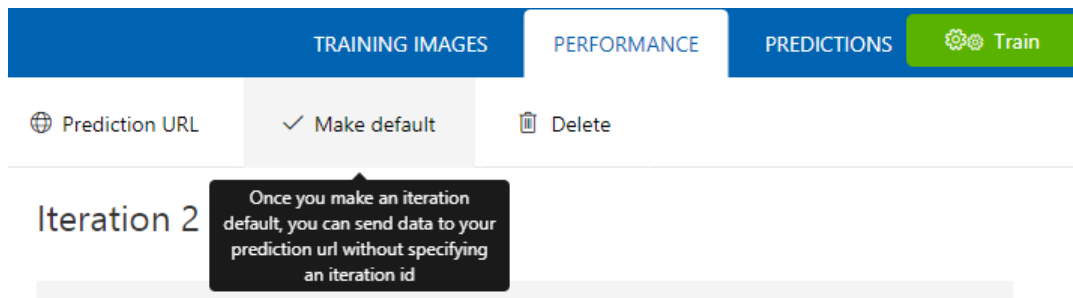 TRAINING IMAGES PERFORMANCE PREDICTIONS Train
Prediction URL Make default Delete
Once you make an iteration
default, you can send data to your
prediction url without specifying
an iteration id
Iteration 2